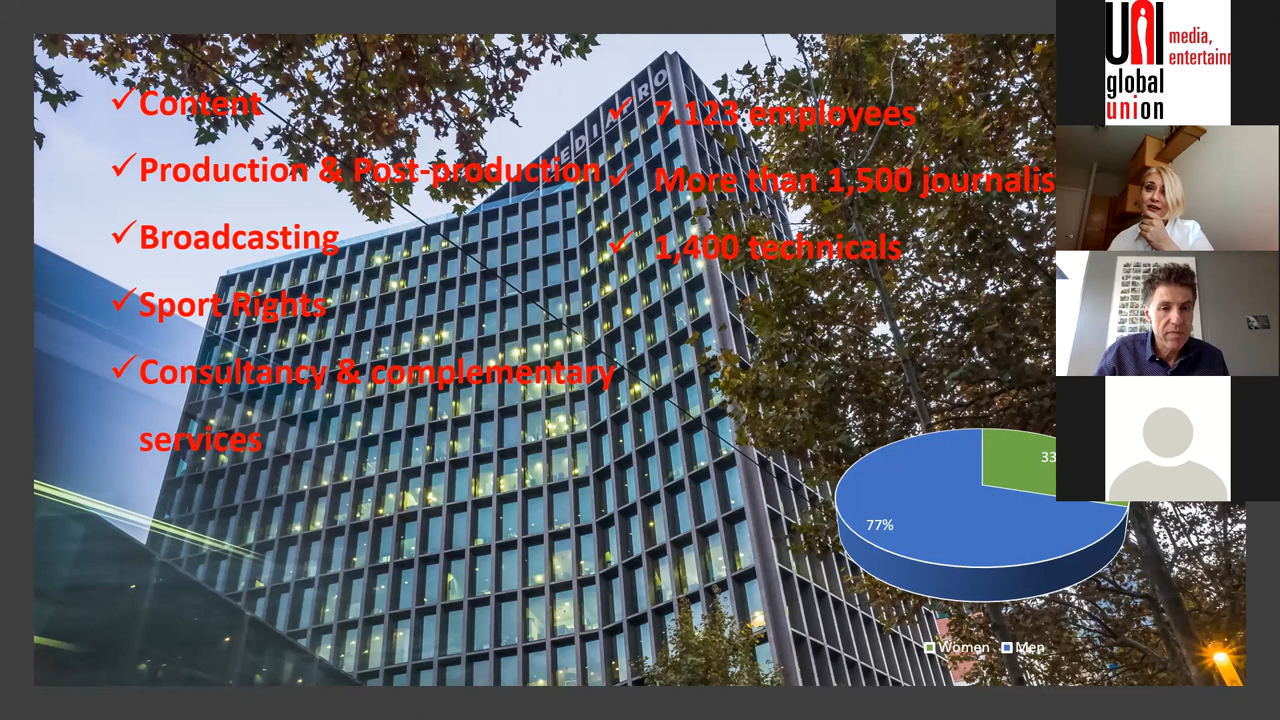 Content
Production & Post-production
Broadcasting
Sport Rights
Consultancy & complementary
services
7.123 employees
More than 1,500 journalis
1,400 technicals
33
77%
Women
Men
UNI
global
union
media,
entertainm